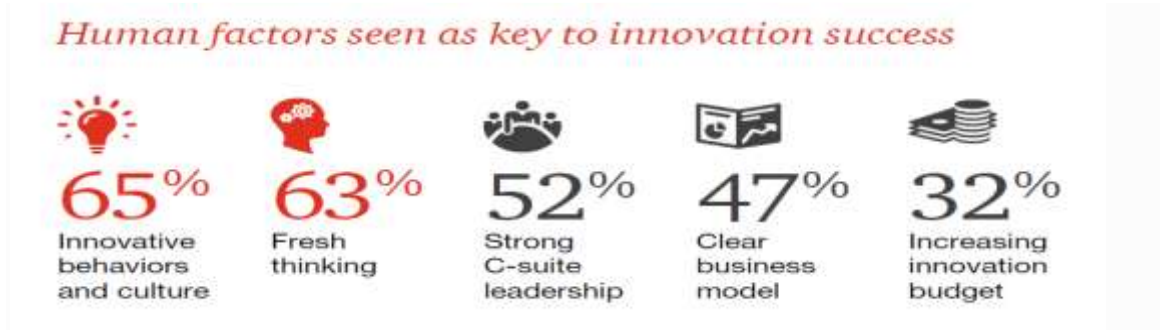 Human factors seen as key to innovation success
65%
Innovative
behaviors
and culture
63%
Fresh
thinking
52%
Strong
C-suite
leadership
47%
Clear
business
model
32%
Increasing
innovation
budget